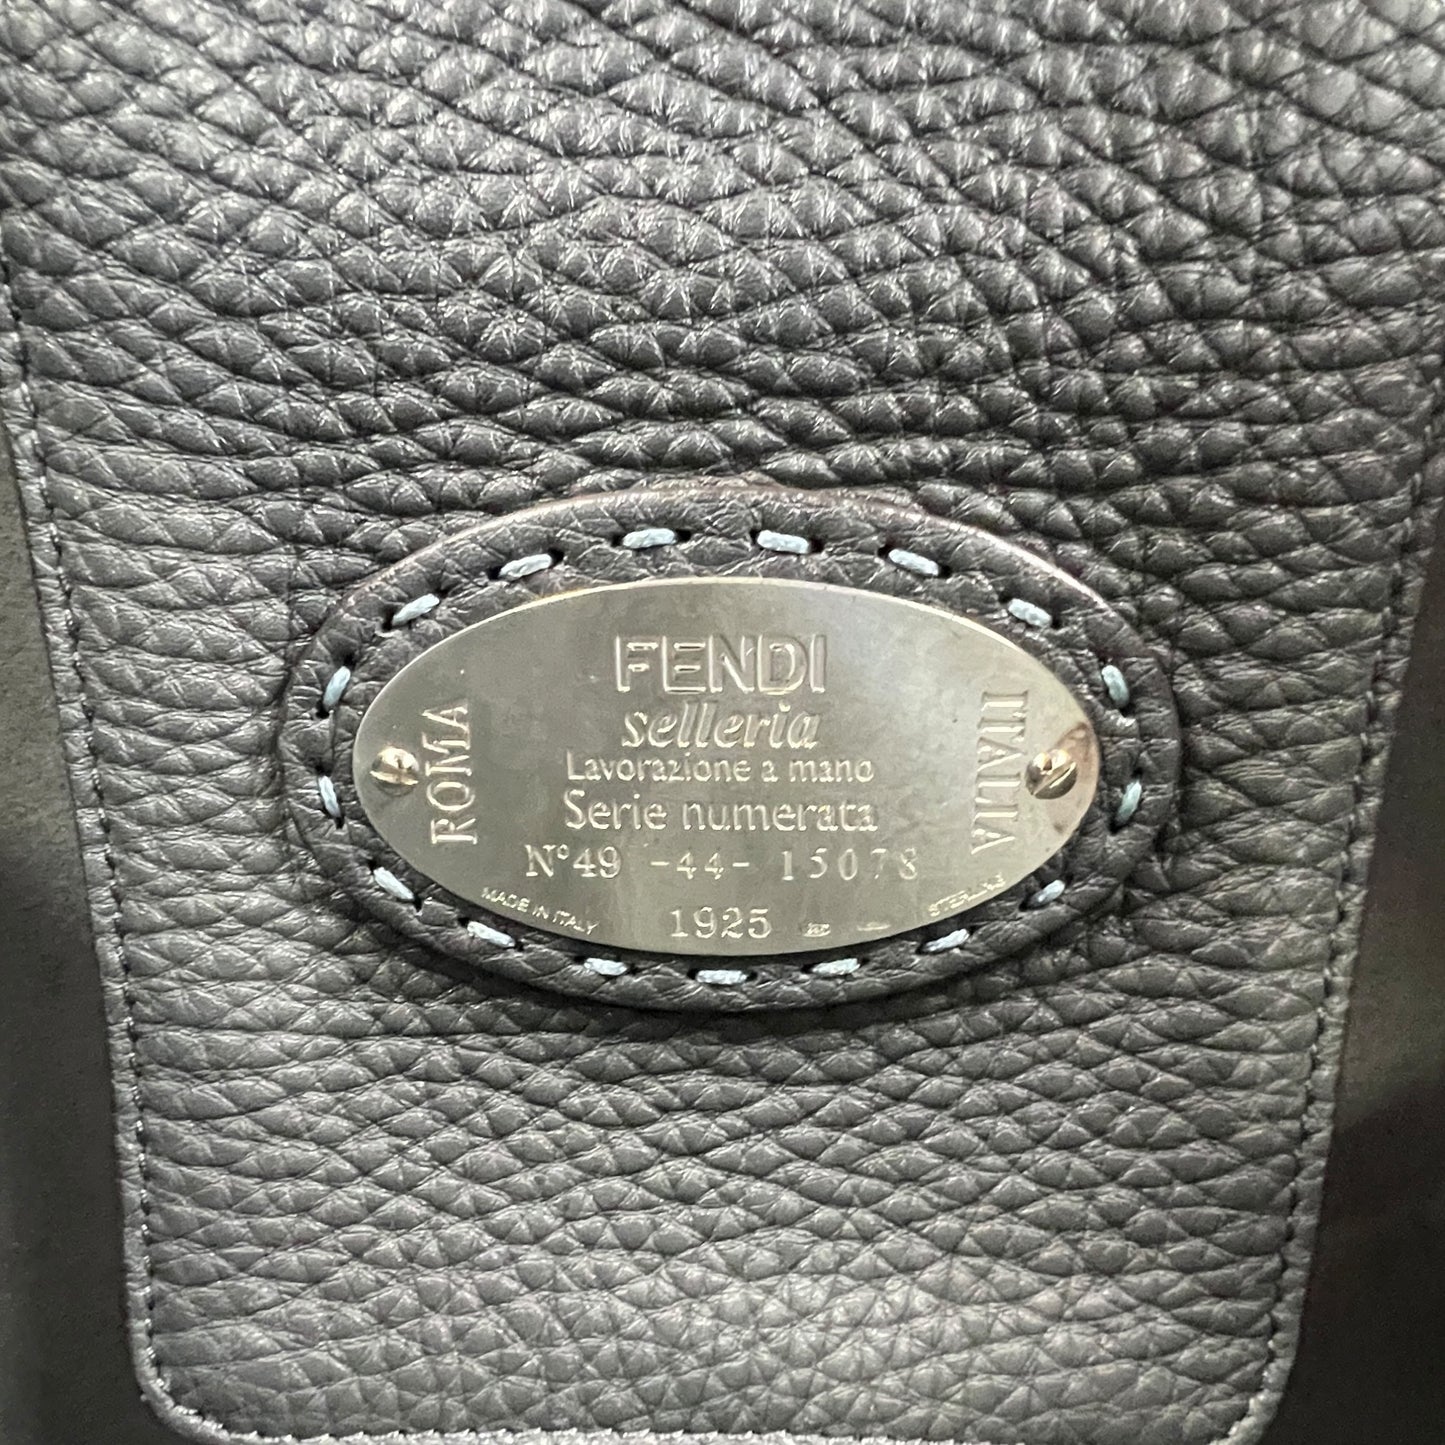 FENDI
selleria
Lavorazione a mano
Serie numerata
N°49 -44- 15078
MADE IN ITALY 1925 STERLING
ROMA
ITALIA